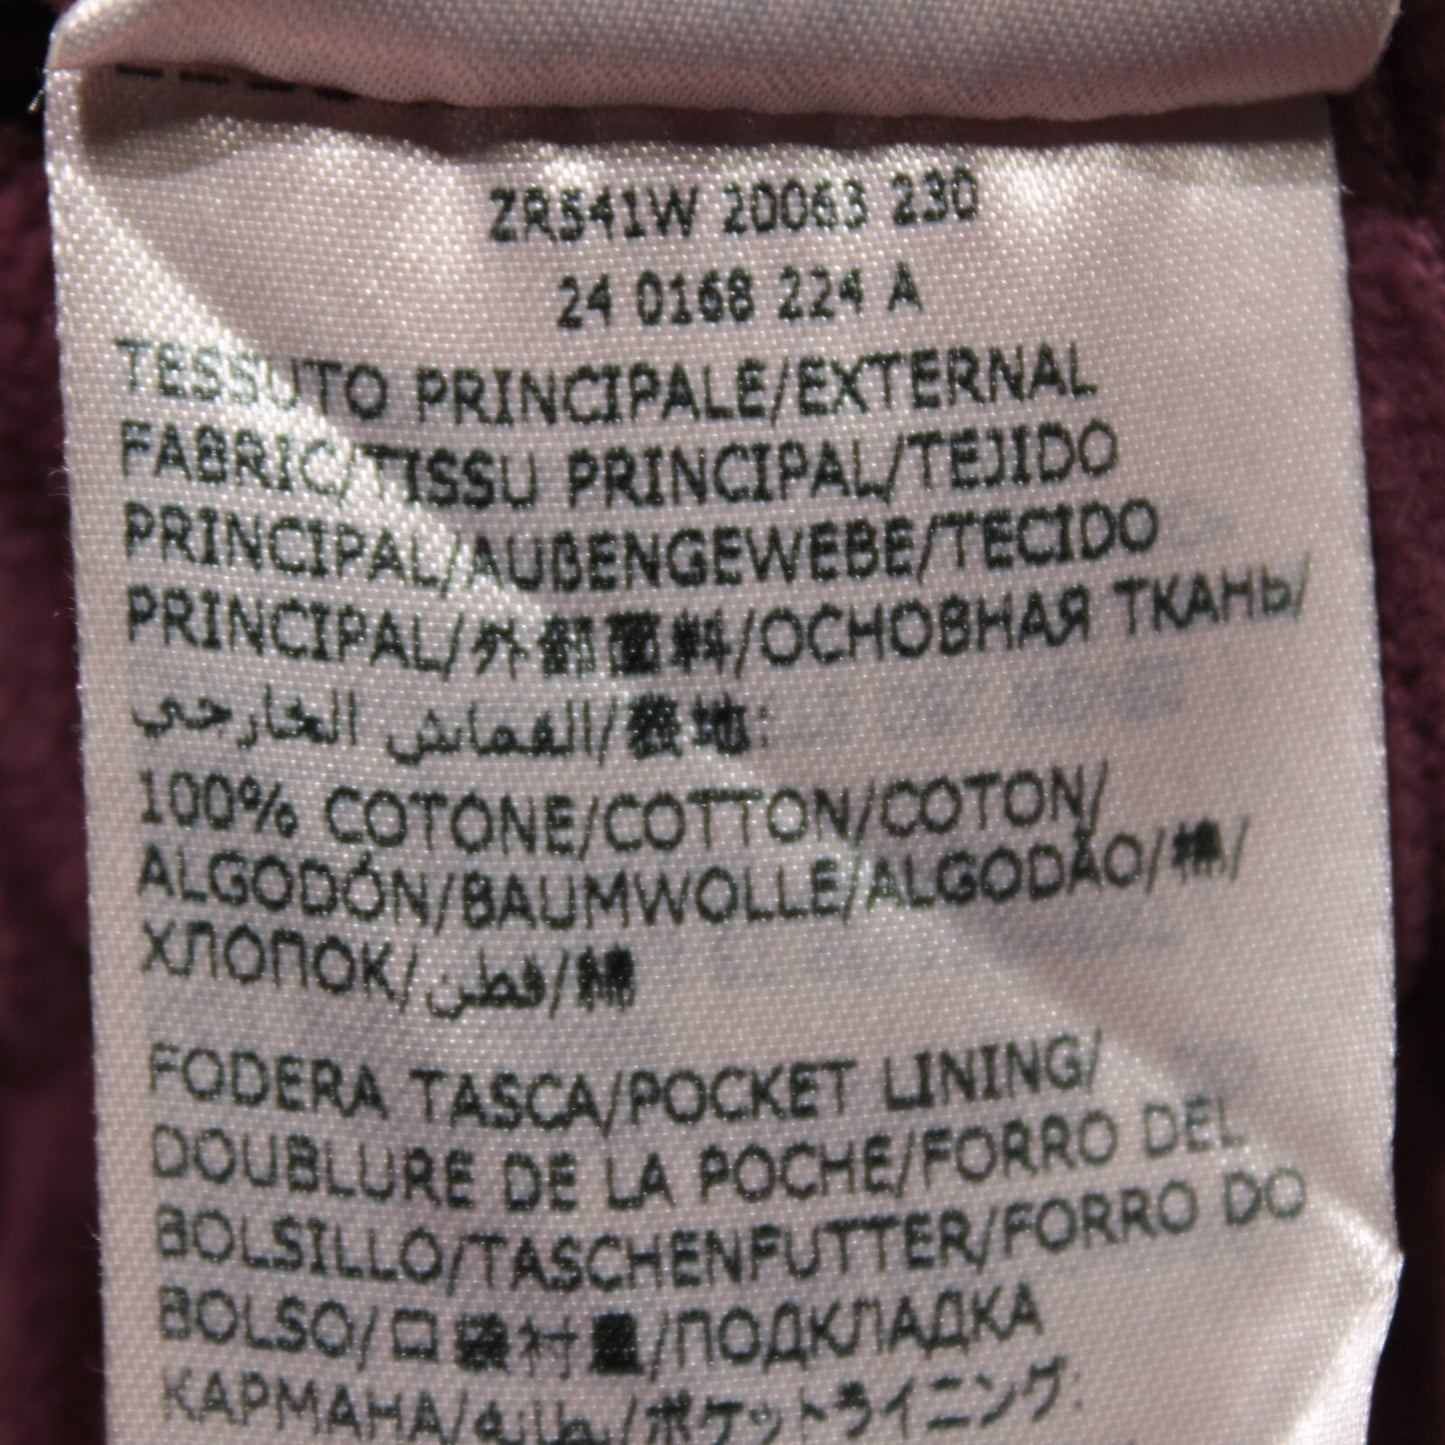 ZR541W 20063 230
24 0168 224 A
TESSUTO PRINCIPALE/EXTERNAL
FABRIC/TISSU PRINCIPAL/TEJIDO
PRINCIPAL/AUßENGEWEBE/TECIDO
PRINCIPAL/外部面料/ОСНОВНАЯ ТКАНЬ/
القماش الخارجي/表地:
100% COTONE/COTTON/COTON/
ALGODÓN/BAUMWOLLE/ALGODÃO/棉/
ХЛОПОК/قطن/綿
FODERA TASCA/POCKET LINING/
DOUBLURE DE LA POCHE/FORRO DEL
BOLSILLO/TASCHENFUTTER/FORRO DO
BOLSO/口袋衬量/ПОДКЛАДКА
КАРМАНА/بطانة/ポケットライニング: